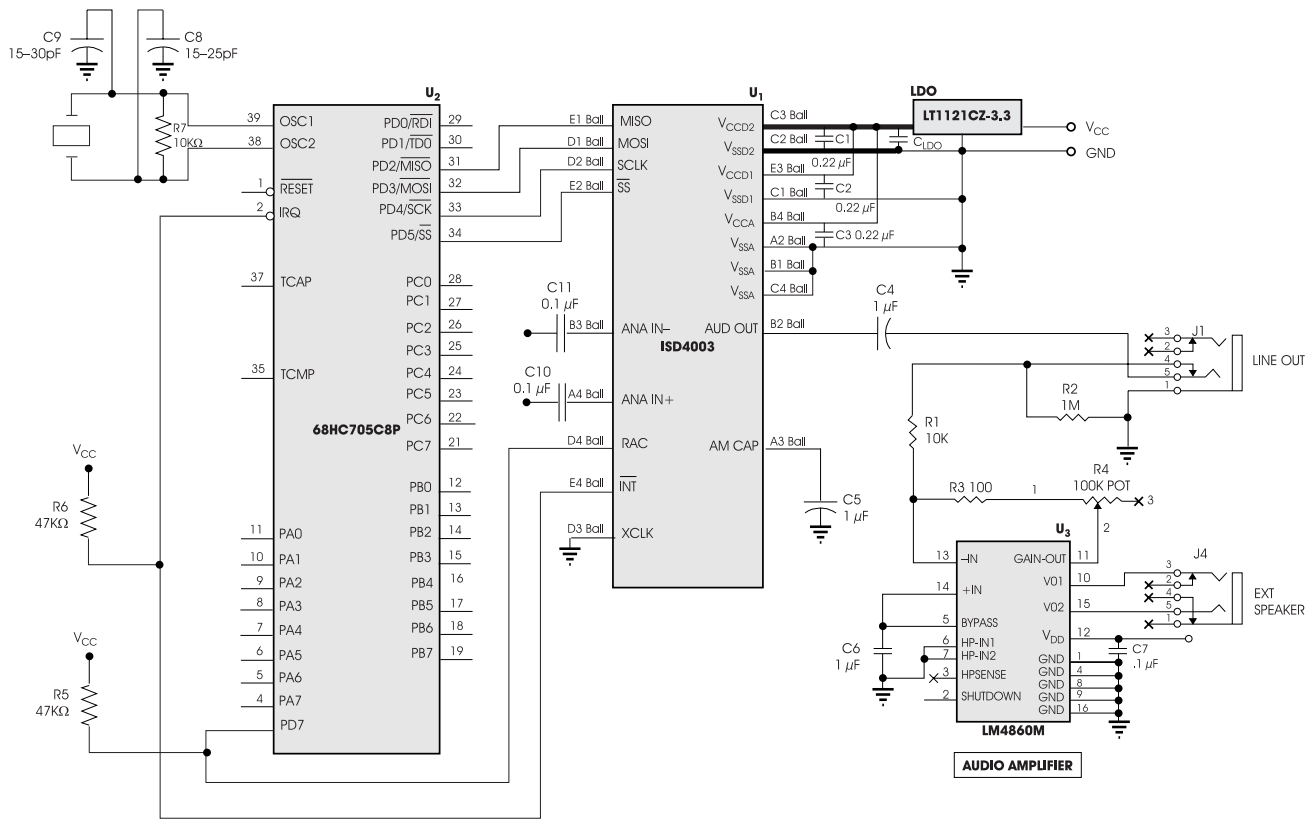 C9
15–30pF
C8
15–25pF
R7
10KΩ
U2
39 OSC1
38 OSC2
1 RESET
2 IRQ
37 TCAP
35 TCMP
68HC705C8P
11 PA0
10 PA1
9 PA2
8 PA3
7 PA4
6 PA5
5 PA6
4 PA7
PD7
PD0/RDI 29
PD1/TD0 30
PD2/MISO 31
PD3/MOSI 32
PD4/SCK 33
PD5/SS 34
PC0 28
PC1 27
PC2 26
PC3 25
PC4 24
PC5 23
PC6 22
PC7 21
PB0 12
PB1 13
PB2 14
PB3 15
PB4 16
PB5 17
PB6 18
PB7 19
VCC
R6
47KΩ
VCC
R5
47KΩ
U1
E1 Ball MISO
D1 Ball MOSI
D2 Ball SCLK
E2 Ball SS
C11
0.1 µF
B3 Ball ANA IN–
ISD4003
C10
0.1 µF
A4 Ball ANA IN+
D4 Ball RAC
E4 Ball INT
D3 Ball XCLK
VCCD2 C3 Ball
VSSD2 C2 Ball
VCCD1 E3 Ball
VSSD1 C1 Ball
VCCA B4 Ball
VSSA A2 Ball
VSSA B1 Ball
VSSA C4 Ball
AUD OUT B2 Ball
AM CAP A3 Ball
C1
0.22 µF
C2
0.22 µF
C3 0.22 µF
CLDO
LDO
LT1121CZ-3.3
VCC
GND
C4
1 µF
C5
1 µF
J1
3
2
4
5
1
LINE OUT
R2
1M
R1
10K
R3 100
1
R4
100K POT
3
2
U3
13 –IN
14 +IN
5 BYPASS
6 HP-IN1
7 HP-IN2
3 HPSENSE
2 SHUTDOWN
GAIN-OUT 11
V01 10
V02 15
VDD 12
GND 1
GND 4
GND 8
GND 9
GND 16
LM4860M
C6
1 µF
C7
.1 µF
J4
3
2
4
5
1
EXT
SPEAKER
AUDIO AMPLIFIER